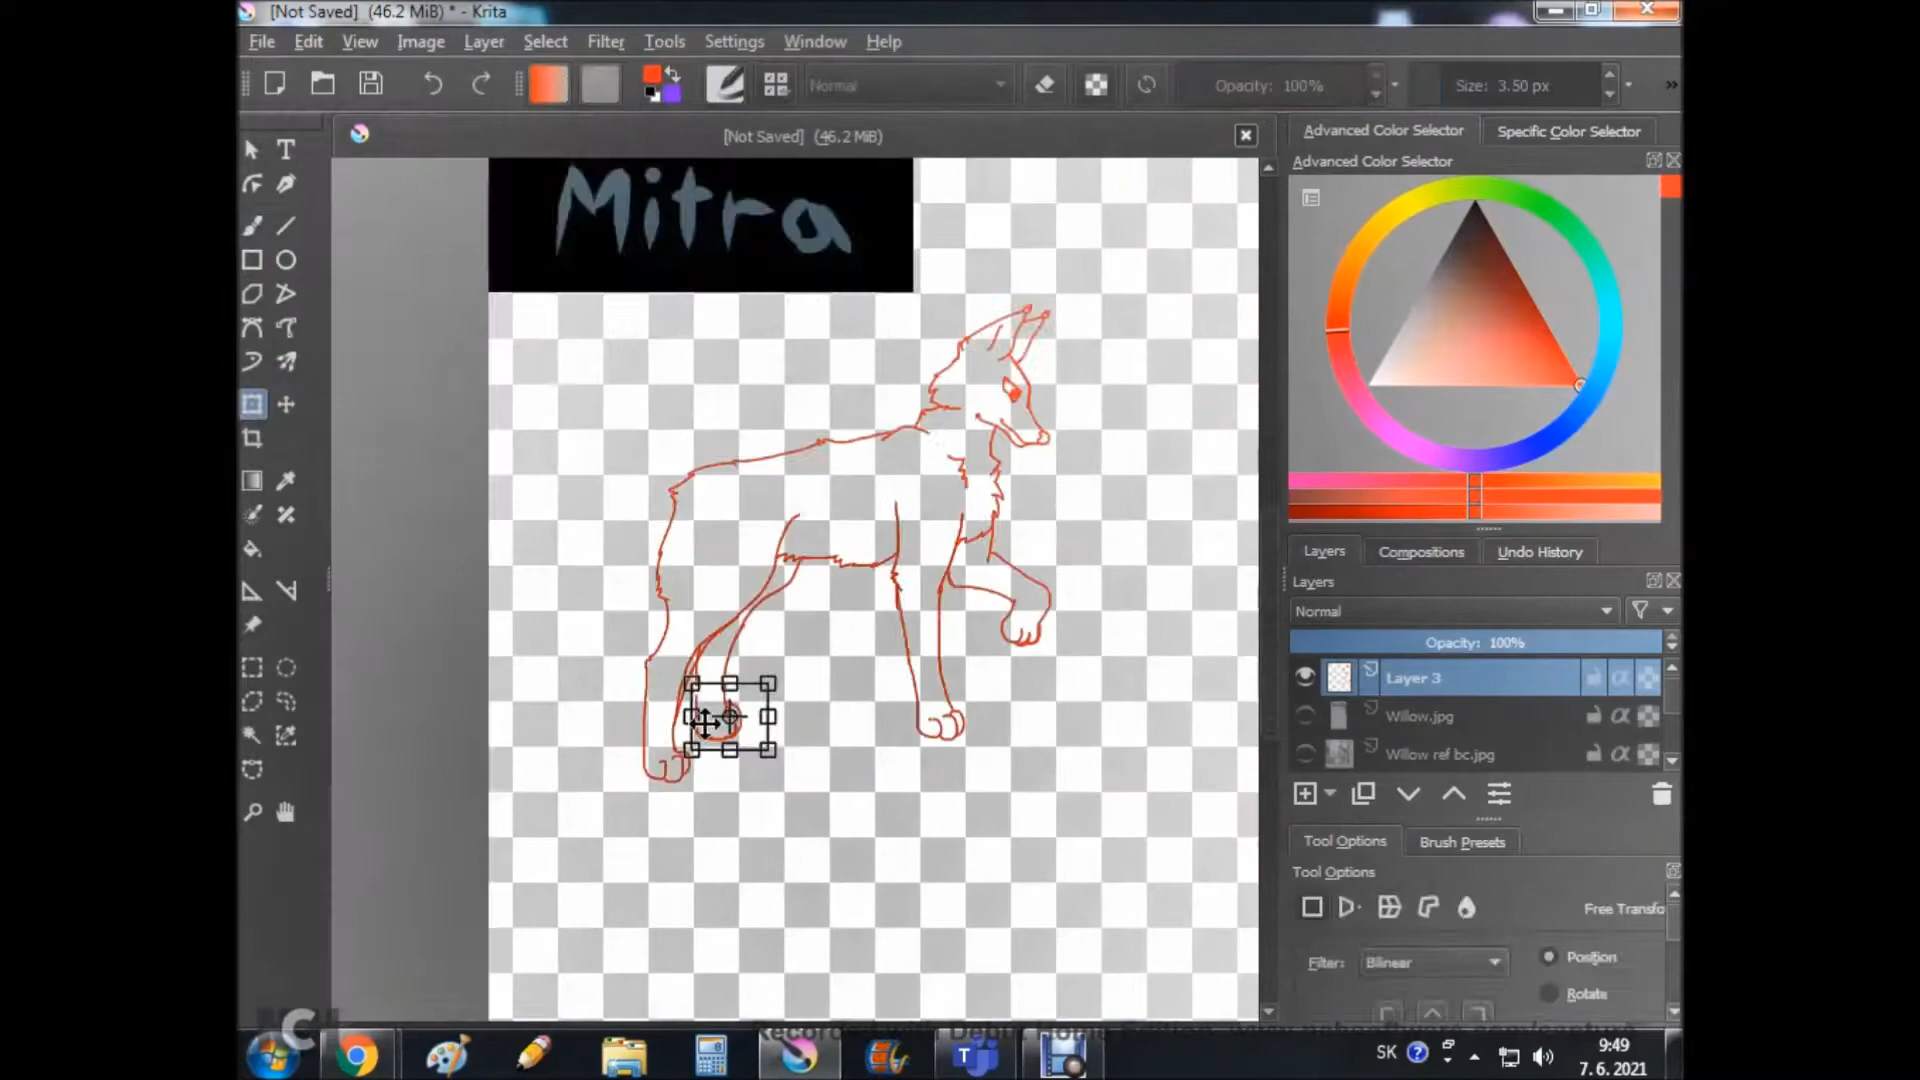 [Not Saved] (46.2 MiB) * - Krita
File Edit View Image Layer Select Filter Tools Settings Window Help
Normal Opacity: 100% Size: 3.50 px »
[Not Saved] (46.2 MiB)
Advanced Color Selector Specific Color Selector
Advanced Color Selector
Mitra
Layers Compositions Undo History
Layers
Normal
Opacity: 100%
Layer 3
Willow.jpg
Willow ref bc.jpg
Tool Options Brush Presets
Tool Options
Free Transfo
Filter: Bilinear Position
Rotate
SK 9:49
7. 6. 2021